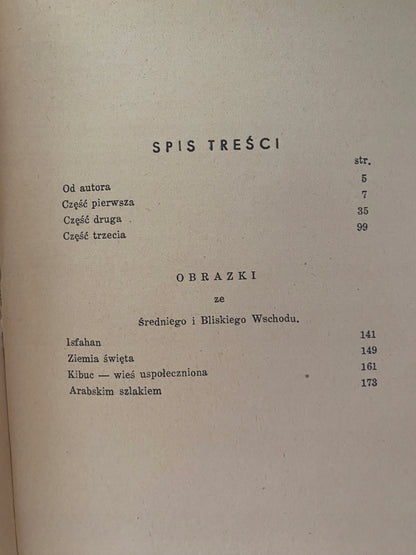 SPIS TREŚCI
str.
Od autora 5
Część pierwsza 7
Część druga . 35
Część trzecia 99
OBRAZKI
ze
Średniego i Bliskiego Wschodu.
Isfahan 141
Ziemia święta 149
Kibuc — wieś uspołeczniona 161
Arabskim szlakiem 173